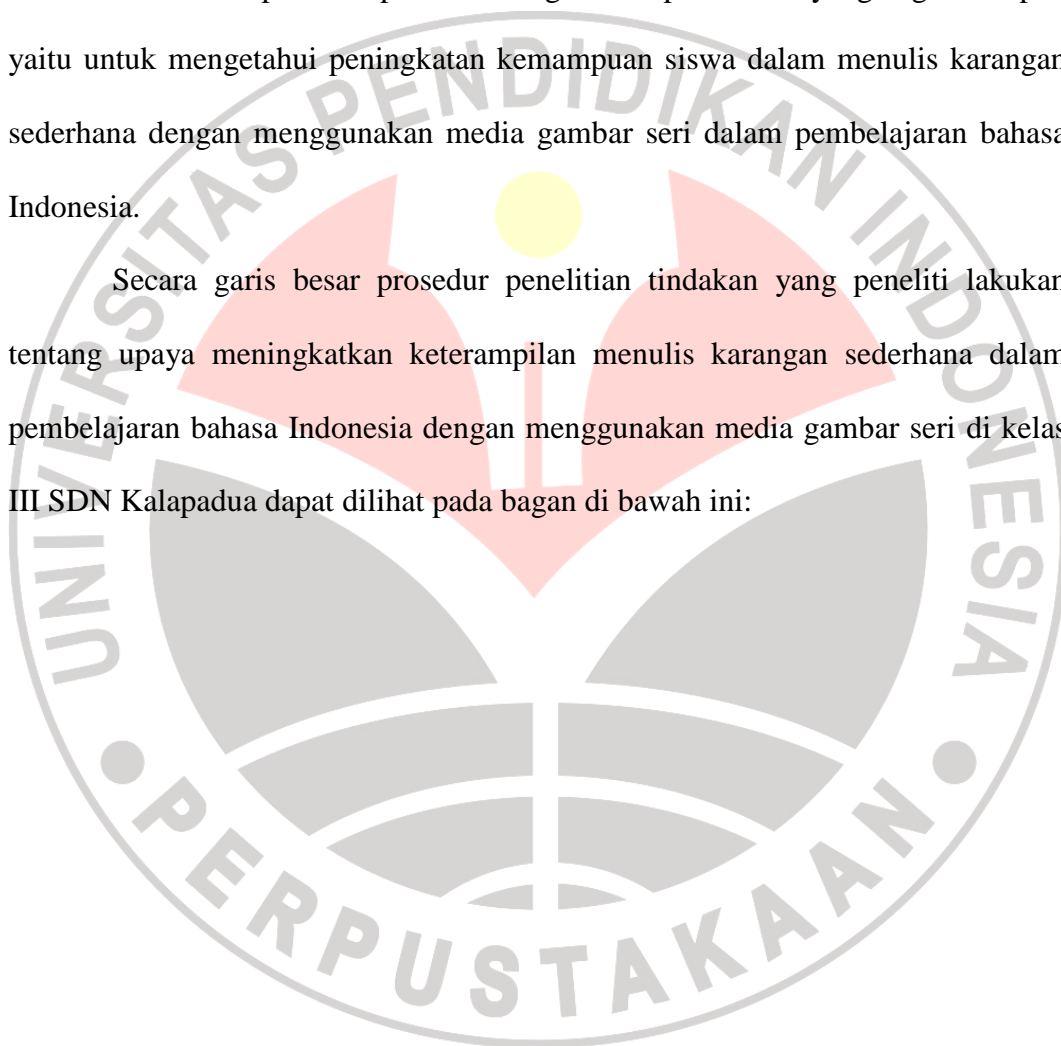 yaitu untuk mengetahui peningkatan kemampuan siswa dalam menulis karangan
sederhana dengan menggunakan media gambar seri dalam pembelajaran bahasa
Indonesia.
Secara garis besar prosedur penelitian tindakan yang peneliti lakukan
tentang upaya meningkatkan keterampilan menulis karangan sederhana dalam
pembelajaran bahasa Indonesia dengan menggunakan media gambar seri di kelas
III SDN Kalapadua dapat dilihat pada bagan di bawah ini:
UNIVERSITAS PENDIDIKAN INDONESIA
PERPUSTAKAAN